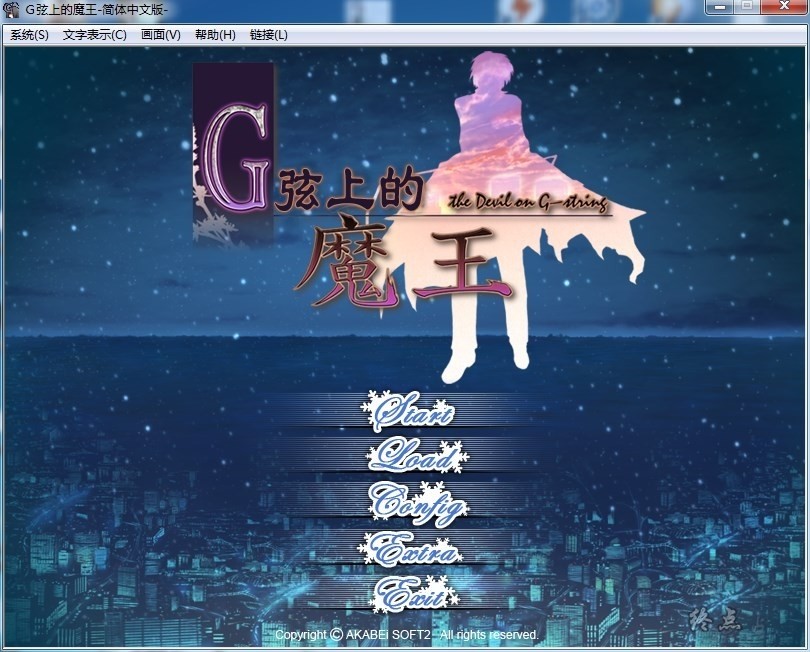 G弦上的魔王-简体中文版-
系统(S) 文字表示(C) 画面(V) 帮助(H) 链接(L)
G弦上的
the Devil on G-string
魔王
Start
Load
Config
Extra
Exit
终点
Copyright © AKABEi SOFT2 All rights reserved.